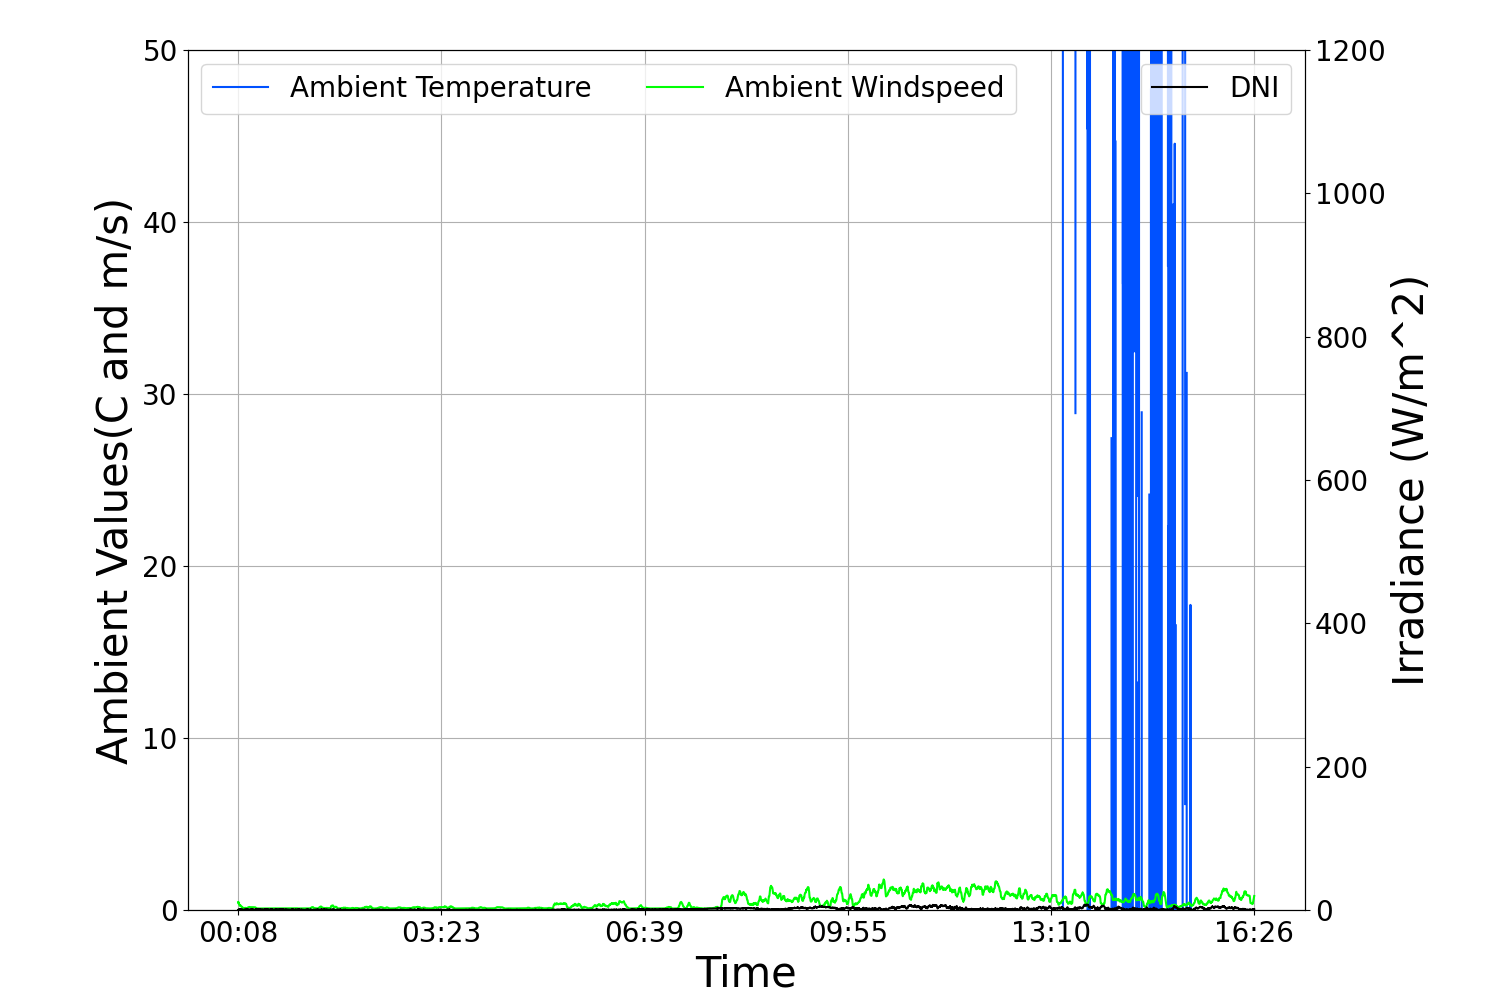 Ambient Temperature Ambient Windspeed DNI
50
40
30
20
10
0
Ambient Values(C and m/s)
1200
1000
800
600
400
200
0
Irradiance (W/m^2)
00:08 03:23 06:39 09:55 13:10 16:26
Time